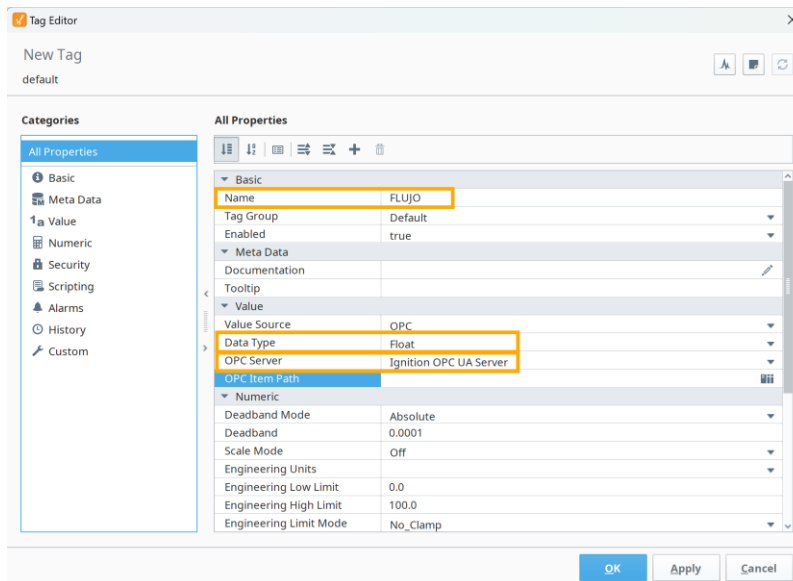 Tag Editor
New Tag
default
Categories
All Properties
Basic
Meta Data
1a Value
Numeric
Security
Scripting
Alarms
History
Custom
All Properties
Basic
Name FLUJO
Tag Group Default
Enabled true
Meta Data
Documentation
Tooltip
Value
Value Source OPC
Data Type Float
OPC Server Ignition OPC UA Server
OPC Item Path
Numeric
Deadband Mode Absolute
Deadband 0.0001
Scale Mode Off
Engineering Units
Engineering Low Limit 0.0
Engineering High Limit 100.0
Engineering Limit Mode No_Clamp
OK Apply Cancel